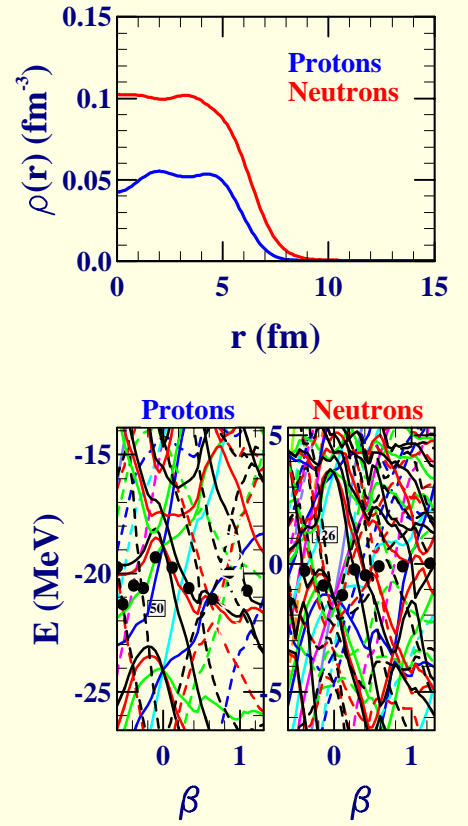 0.15
0.1
0.05
0.0
ρ(r) (fm-3)
Protons
Neutrons
0 5 10 15
r (fm)
Protons Neutrons
-15
-20
-25
E (MeV)
50
5
0
-5
126
0 1
0 1
β β